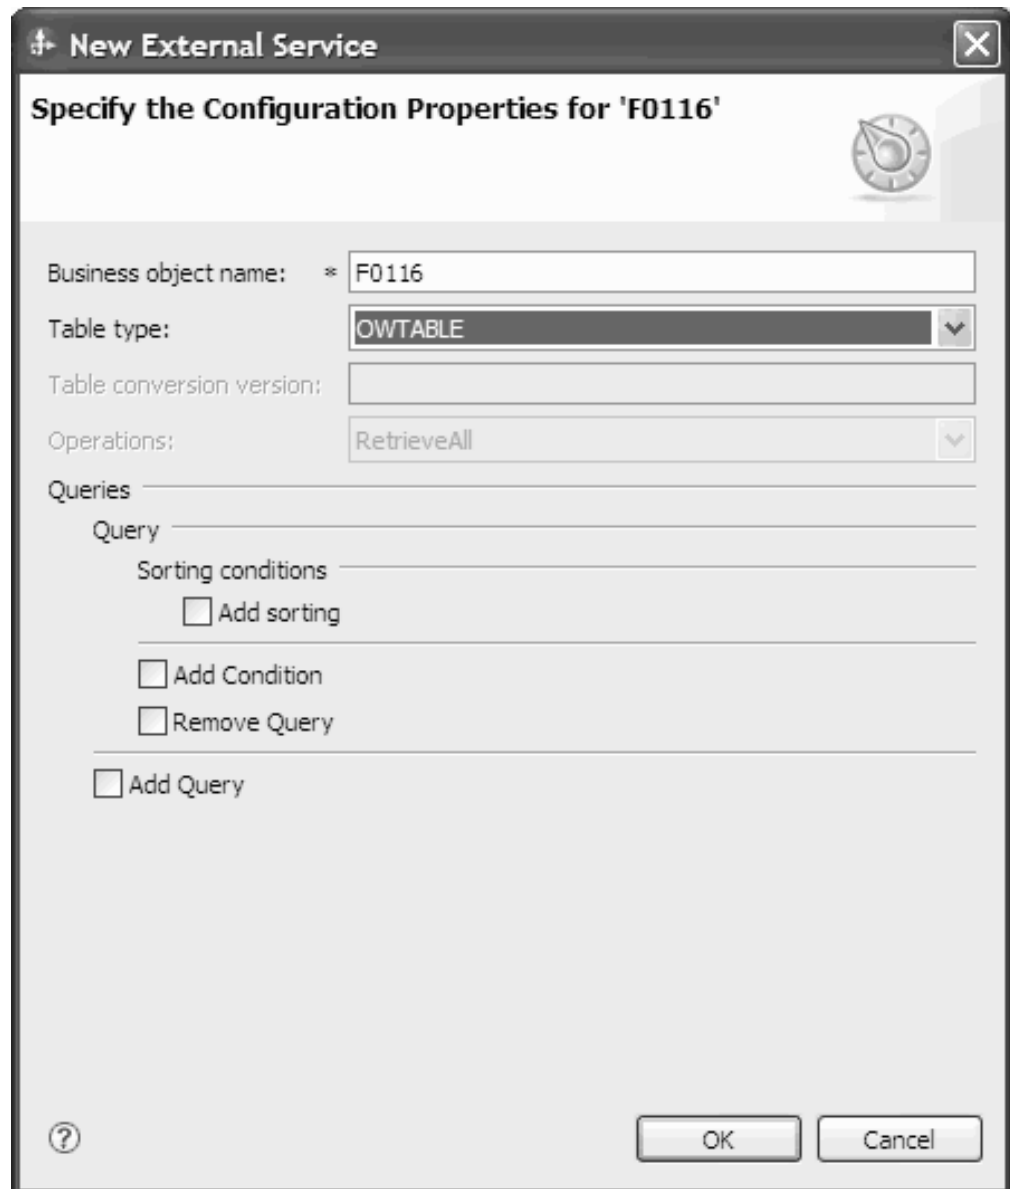 New External Service
Specify the Configuration Properties for 'F0116'
Business object name: * F0116
Table type: OWTABLE
Table conversion version:
Operations: RetrieveAll
Queries
Query
Sorting conditions
Add sorting
Add Condition
Remove Query
Add Query
? OK Cancel